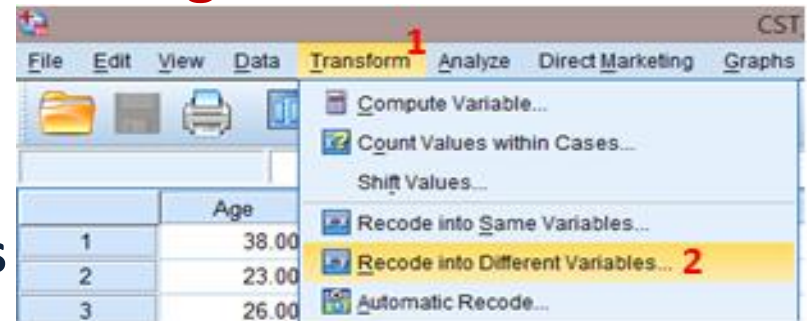 CST
1
File Edit View Data Transform Analyze Direct Marketing Graphs
Compute Variable...
Count Values within Cases...
Shift Values...
Age
Recode into Same Variables...
1 38.00
s
Recode into Different Variables... 2
2 23.00
Automatic Recode...
3 26.00